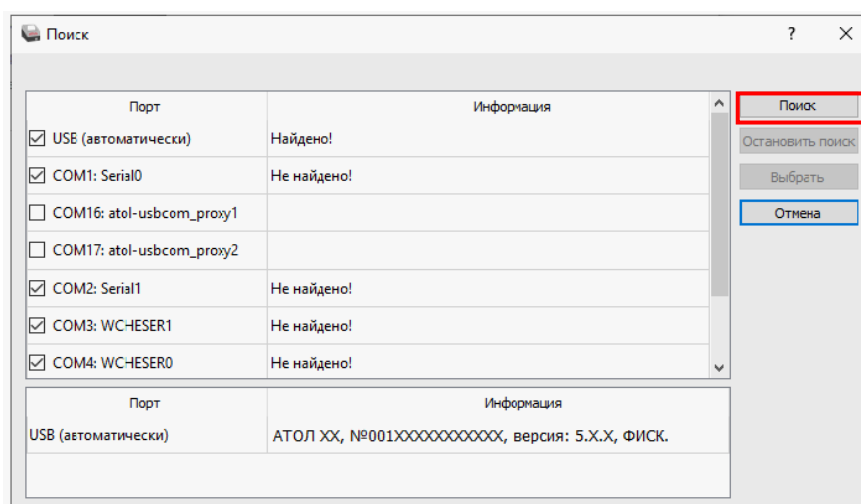 Поиск
? ×
Порт Информация
USB (автоматически) Найдено!
COM1: Serial0 Не найдено!
COM16: atol-usbcom_proxy1
COM17: atol-usbcom_proxy2
COM2: Serial1 Не найдено!
COM3: WCHESER1 Не найдено!
COM4: WCHESER0 Не найдено!
Поиск
Остановить поиск
Выбрать
Отмена
Порт Информация
USB (автоматически) АТОЛ XX, №001XXXXXXXXXXX, версия: 5.X.X, ФИСК.